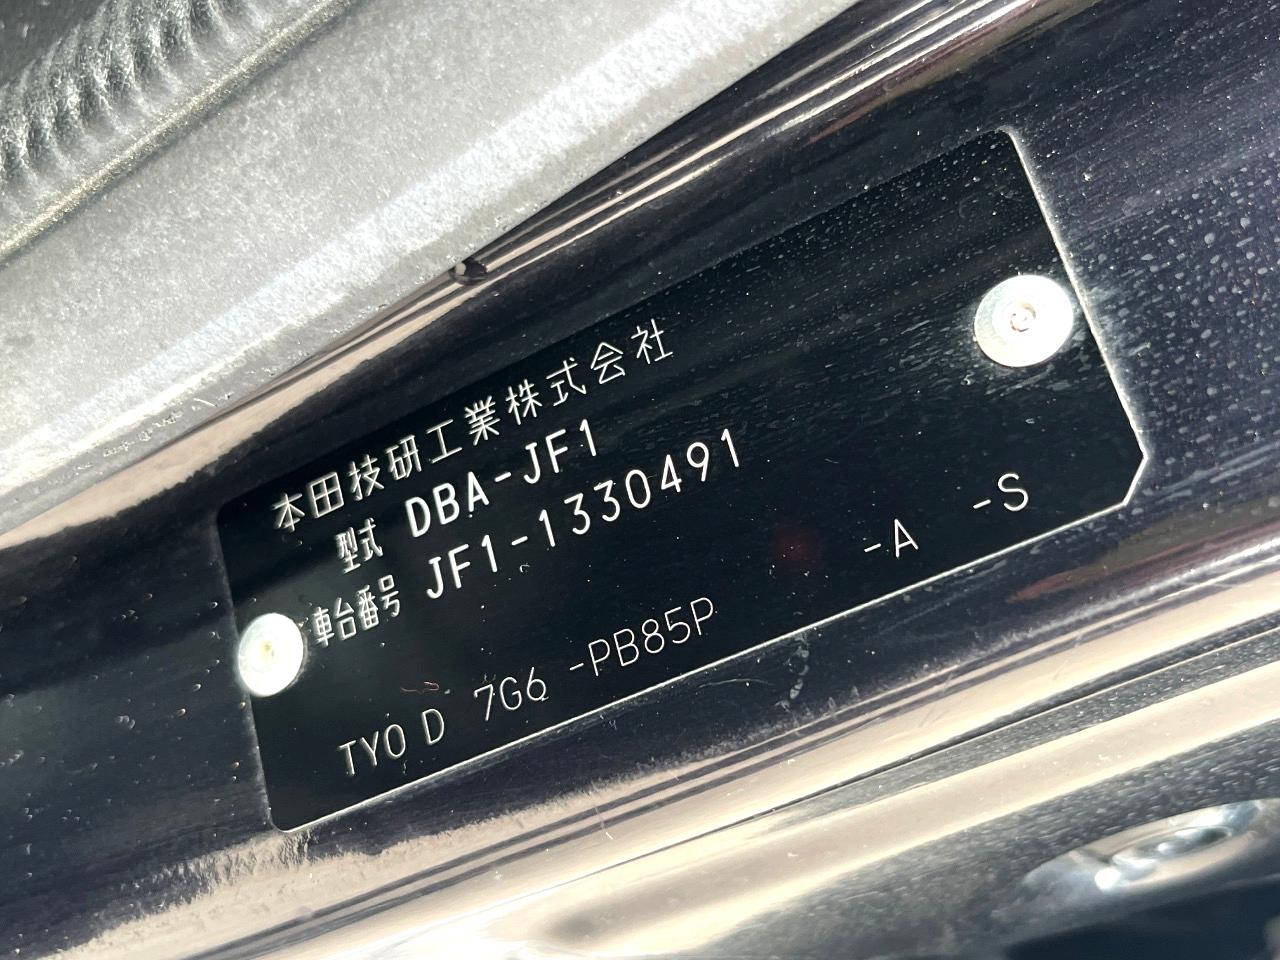 本田技研工業株式会社
型式 DBA-JF1
車台番号 JF1-1330491
TYO D 7G6 -PB85P -A -S